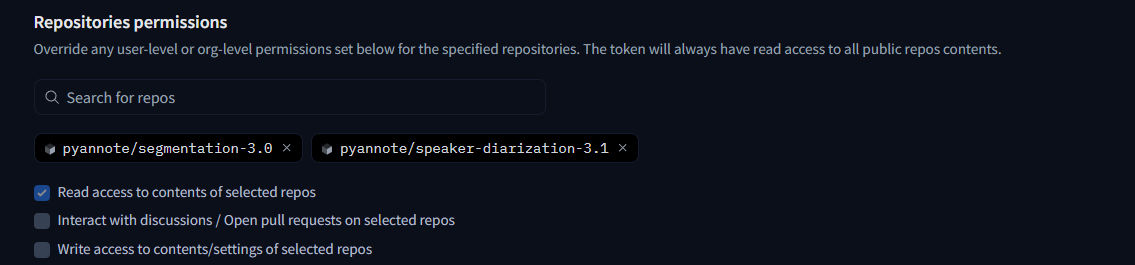 Repositories permissions
Override any user-level or org-level permissions set below for the specified repositories. The token will always have read access to all public repos contents.
Search for repos
pyannote/segmentation-3.0 × pyannote/speaker-diarization-3.1 ×
Read access to contents of selected repos
Interact with discussions / Open pull requests on selected repos
Write access to contents/settings of selected repos